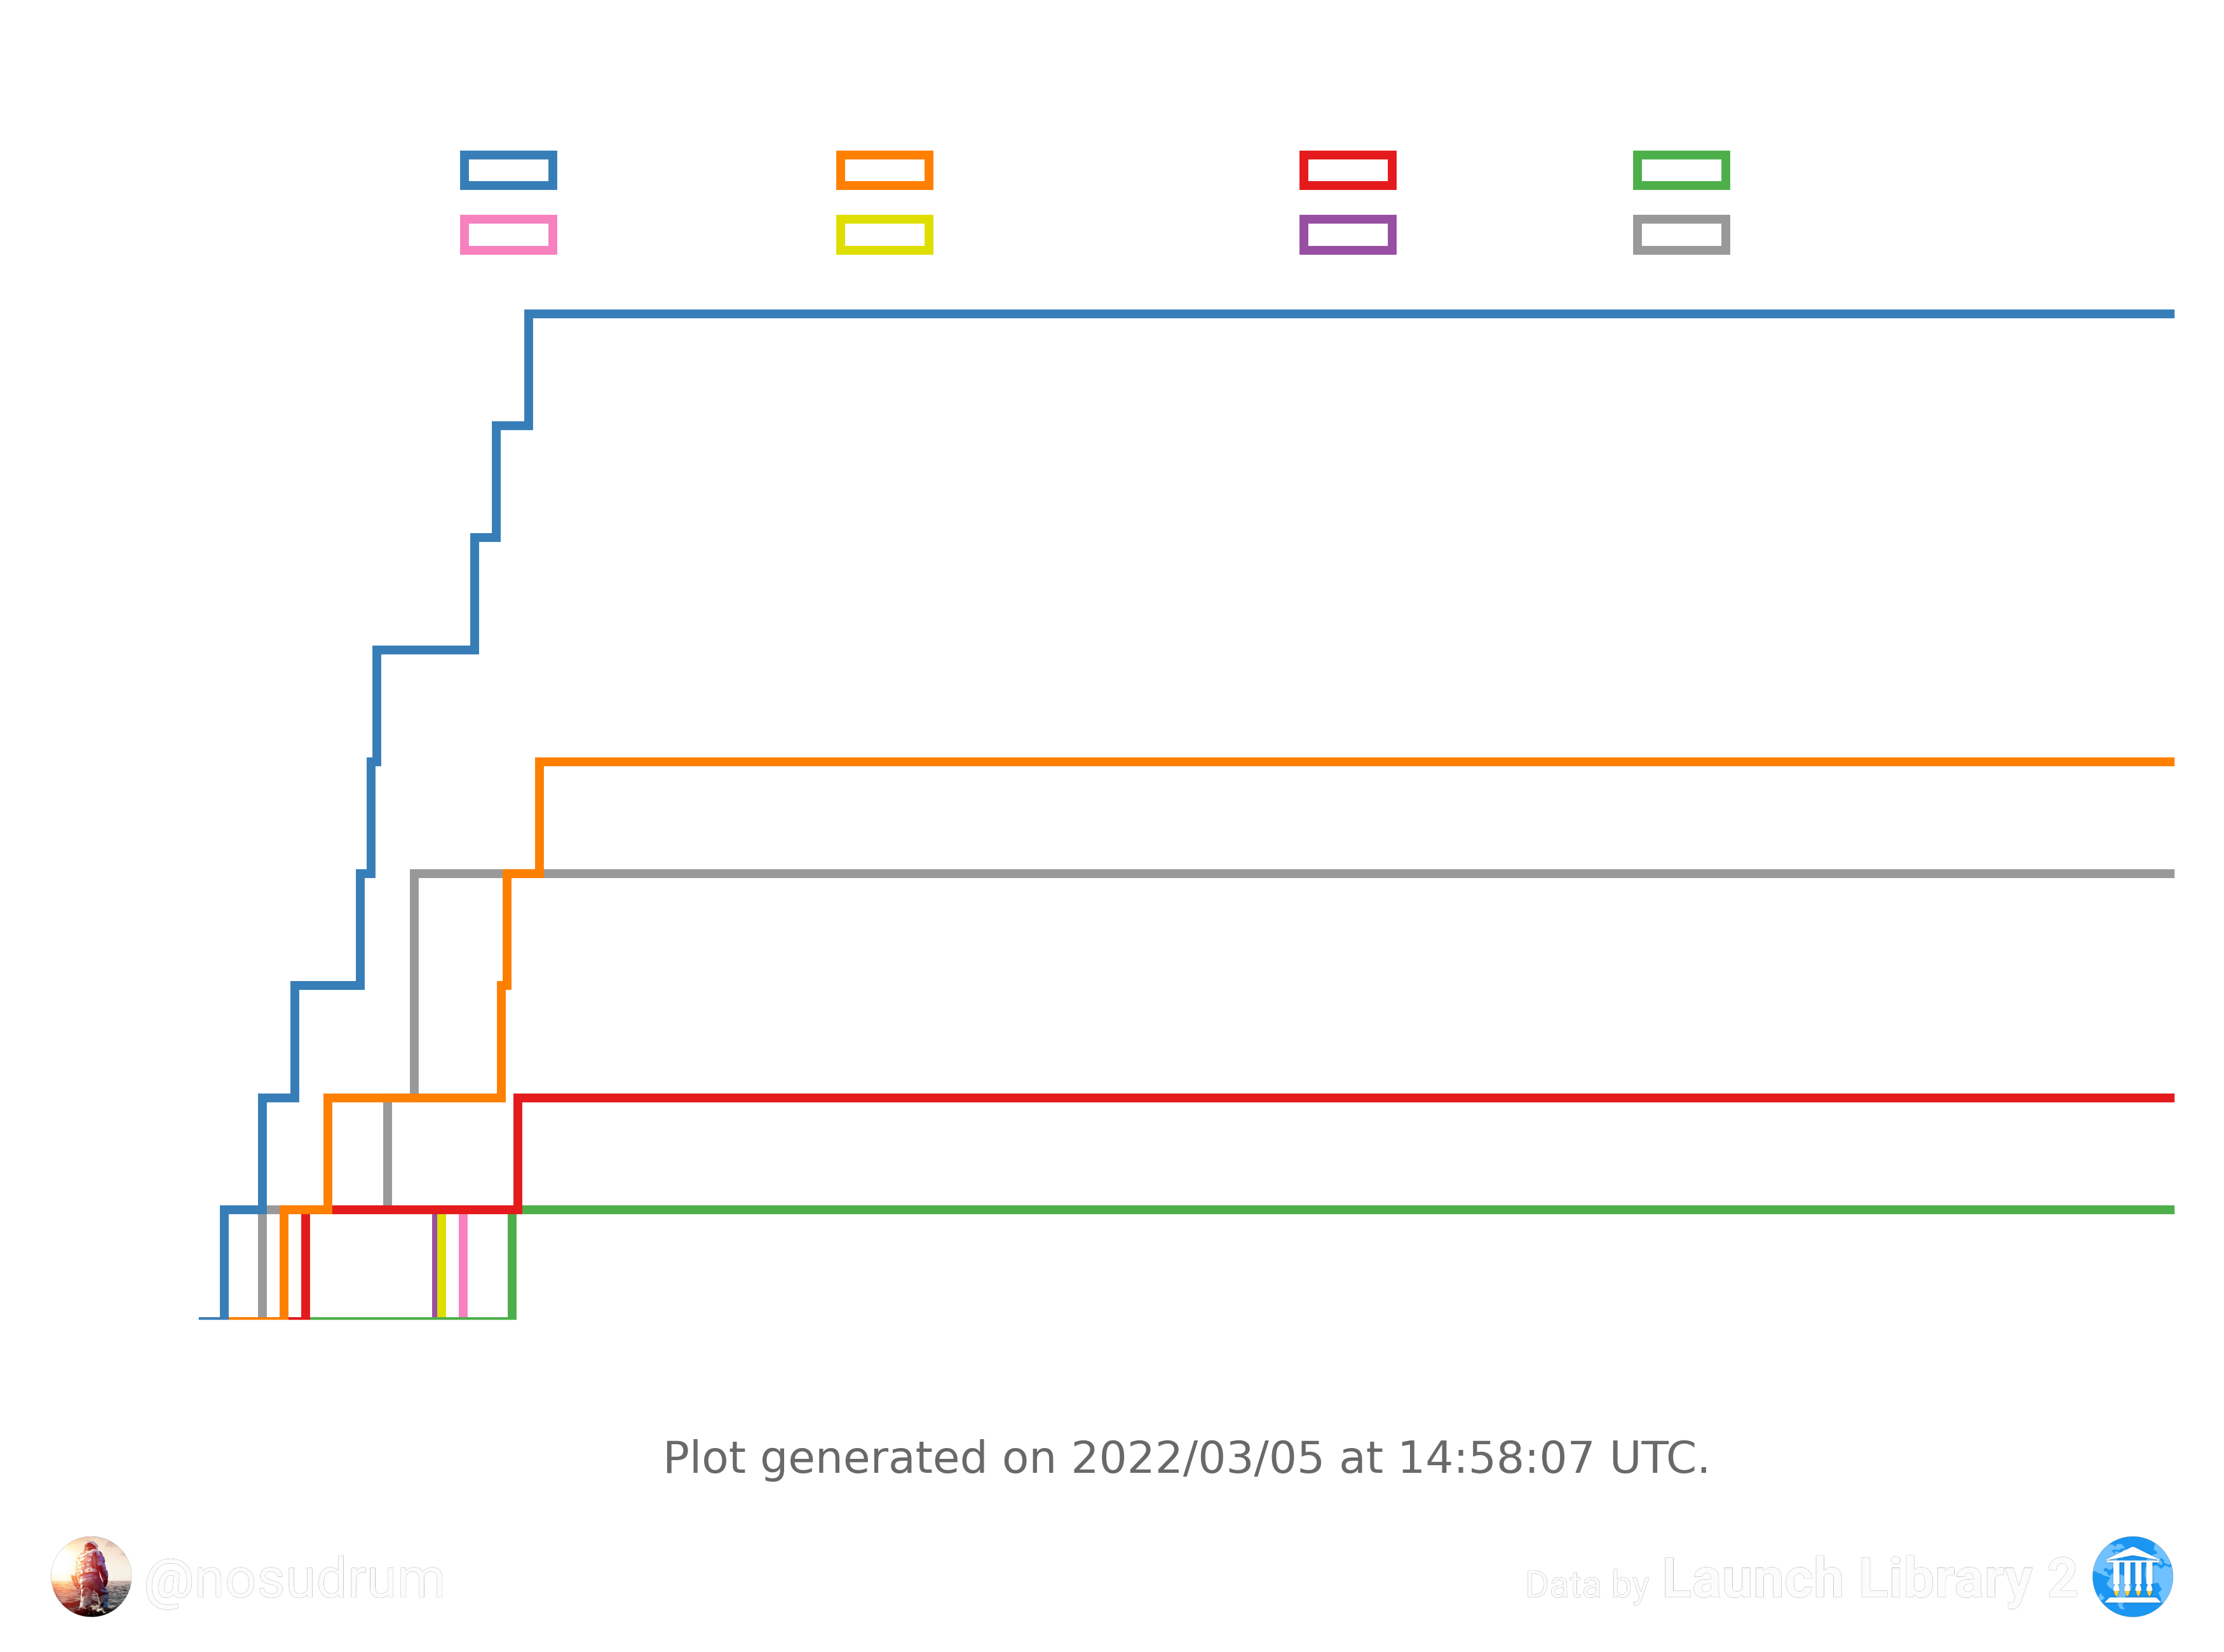 Plot generated on 2022/03/05 at 14:58:07 UTC.
@nosudrum
Data by Launch Library 2